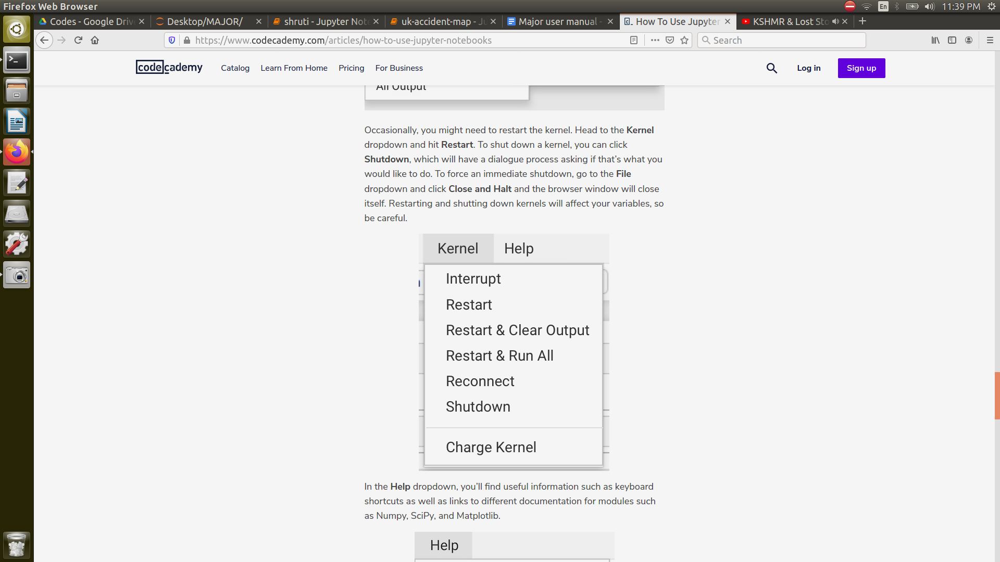 Firefox Web Browser
En
11:39 PM
Codes - Google Driv
Desktop/MAJOR/
shruti - Jupyter Note
uk-accident-map - Ju
Major user manual -
How To Use Jupyter
KSHMR & Lost Sto
https://www.codecademy.com/articles/how-to-use-jupyter-notebooks
Search
codecademy
Catalog
Learn From Home
Pricing
For Business
Log in
Sign up
All Output
Occasionally, you might need to restart the kernel. Head to the Kernel
dropdown and hit Restart. To shut down a kernel, you can click
Shutdown, which will have a dialogue process asking if that’s what you
would like to do. To force an immediate shutdown, go to the File
dropdown and click Close and Halt and the browser window will close
itself. Restarting and shutting down kernels will affect your variables, so
be careful.
Kernel
Help
Interrupt
Restart
Restart & Clear Output
Restart & Run All
Reconnect
Shutdown
Charge Kernel
In the Help dropdown, you’ll find useful information such as keyboard
shortcuts as well as links to different documentation for modules such
as Numpy, SciPy, and Matplotlib.
Help